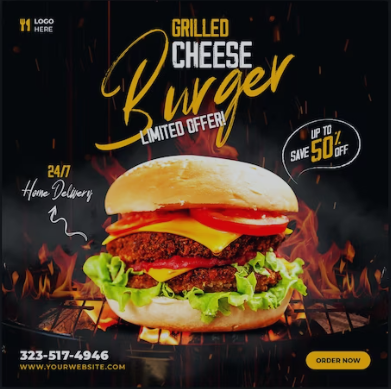 LOGO
HERE
GRILLED
CHEESE
Burger
LIMITED OFFER!
UP TO
SAVE 50% OFF
24/7
Home Delivery
323-517-4946
WWW.YOURWEBSITE.COM
ORDER NOW